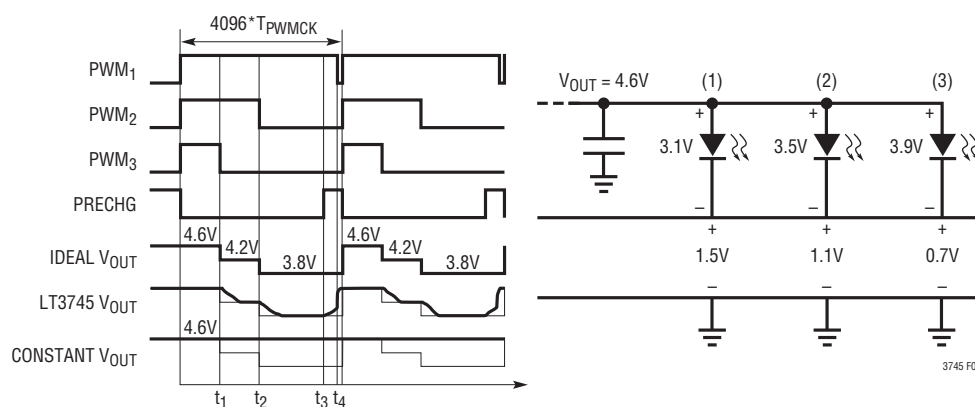 4096*TPWMCK
PWM1
PWM2
PWM3
PRECHG
4.6V 4.2V 3.8V 4.6V 4.2V 3.8V
IDEAL VOUT
LT3745 VOUT
4.6V
CONSTANT VOUT
t1 t2 t3 t4
VOUT = 4.6V (1) (2) (3)
+ + +
3.1V 3.5V 3.9V
– – –
+ + +
1.5V 1.1V 0.7V
– – –
3745 F0